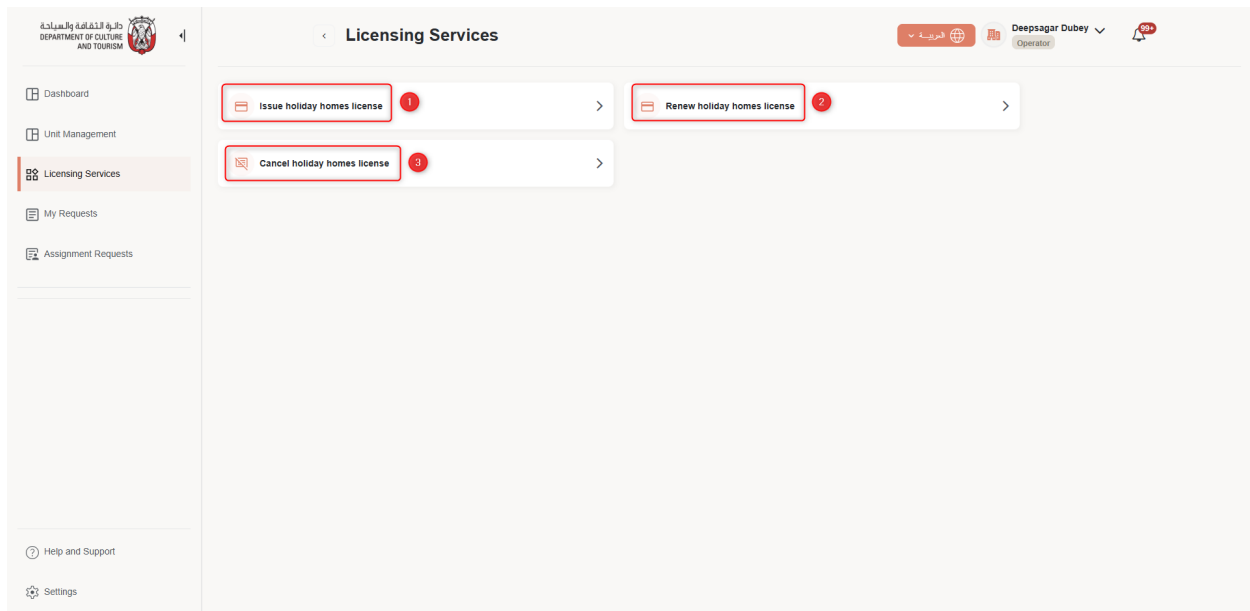 دائرة الثقافة والسياحة
DEPARTMENT OF CULTURE
AND TOURISM
Licensing Services
العربية
Deepsagar Dubey
Operator
99+
Dashboard
Unit Management
Licensing Services
My Requests
Assignment Requests
Issue holiday homes license
1
Renew holiday homes license
2
Cancel holiday homes license
3
Help and Support
Settings